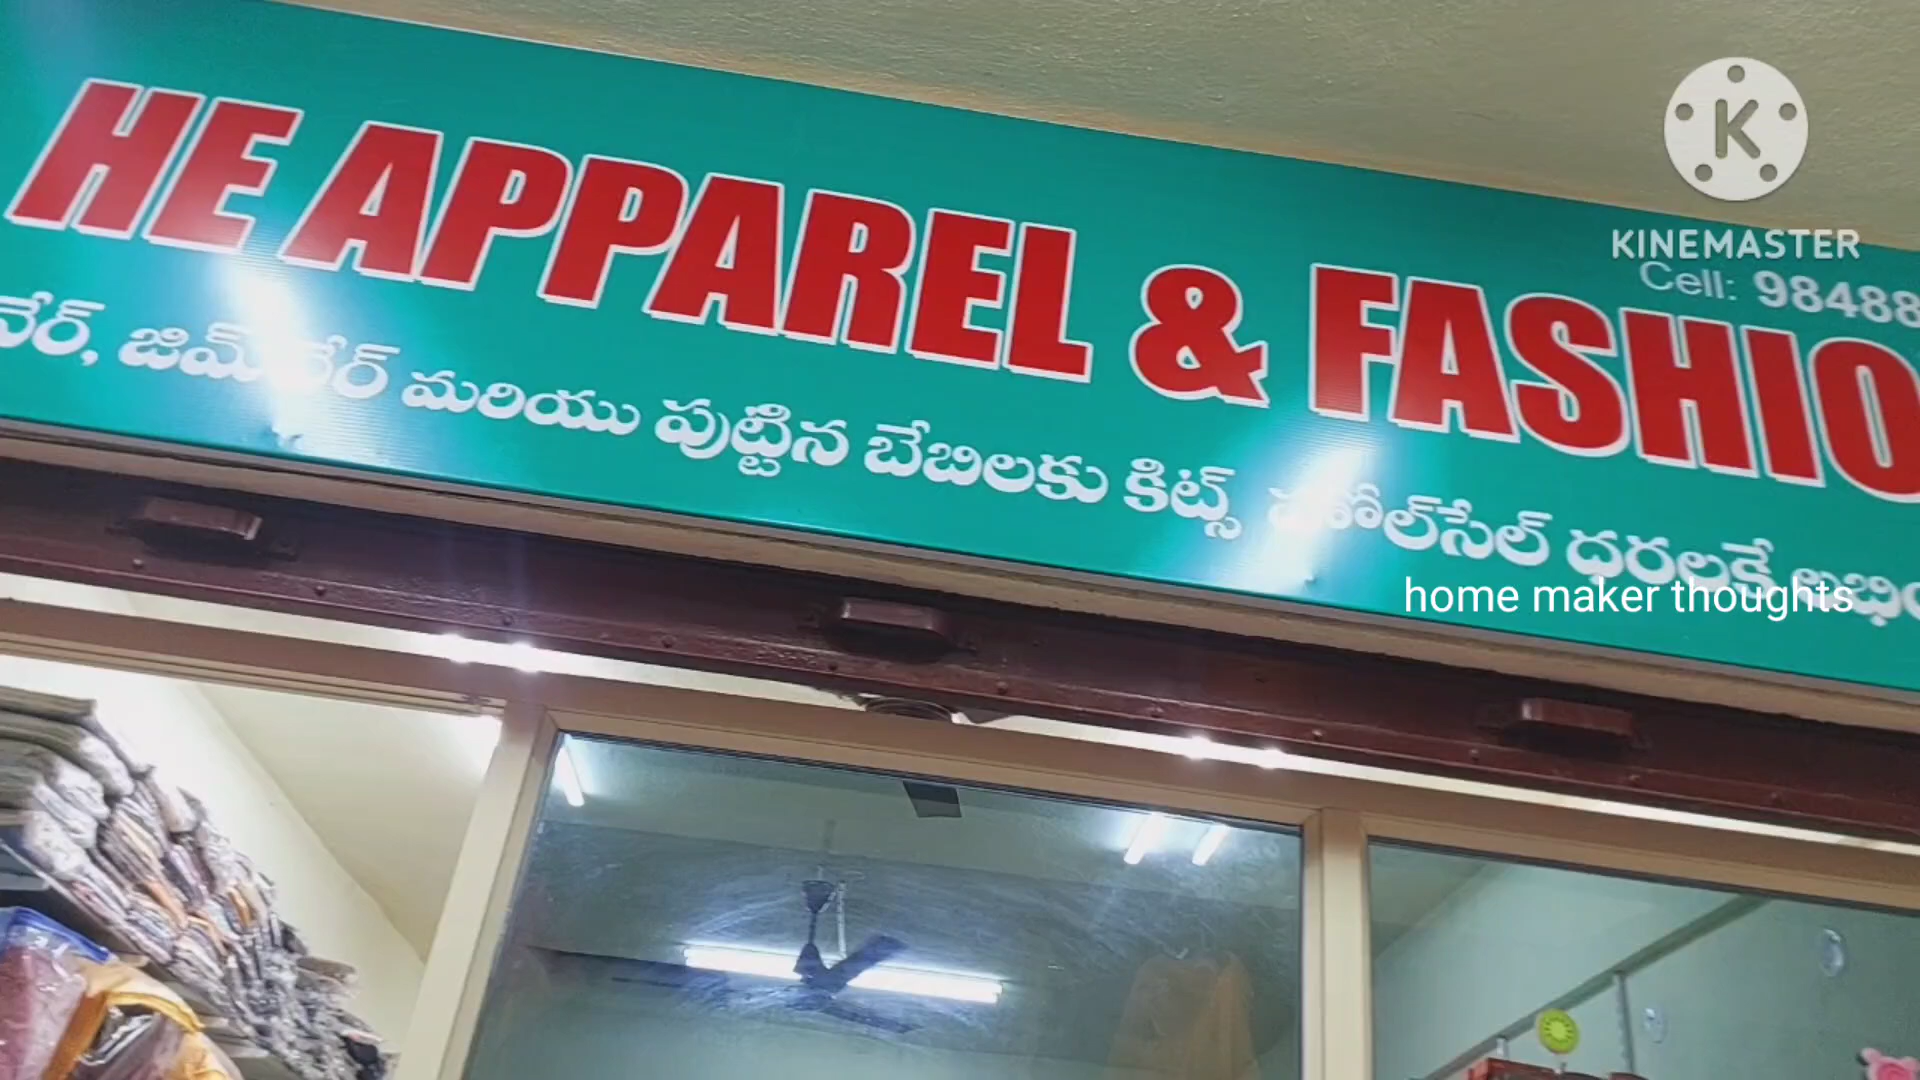 KINEMASTER
Cell: 98488
HE APPAREL & FASHIO
వేర్, జిమ్ వేర్ మరియు పుట్టిన బేబిలకు కిట్స్ హోల్‌సేల్ ధరలకే
home maker thoughts